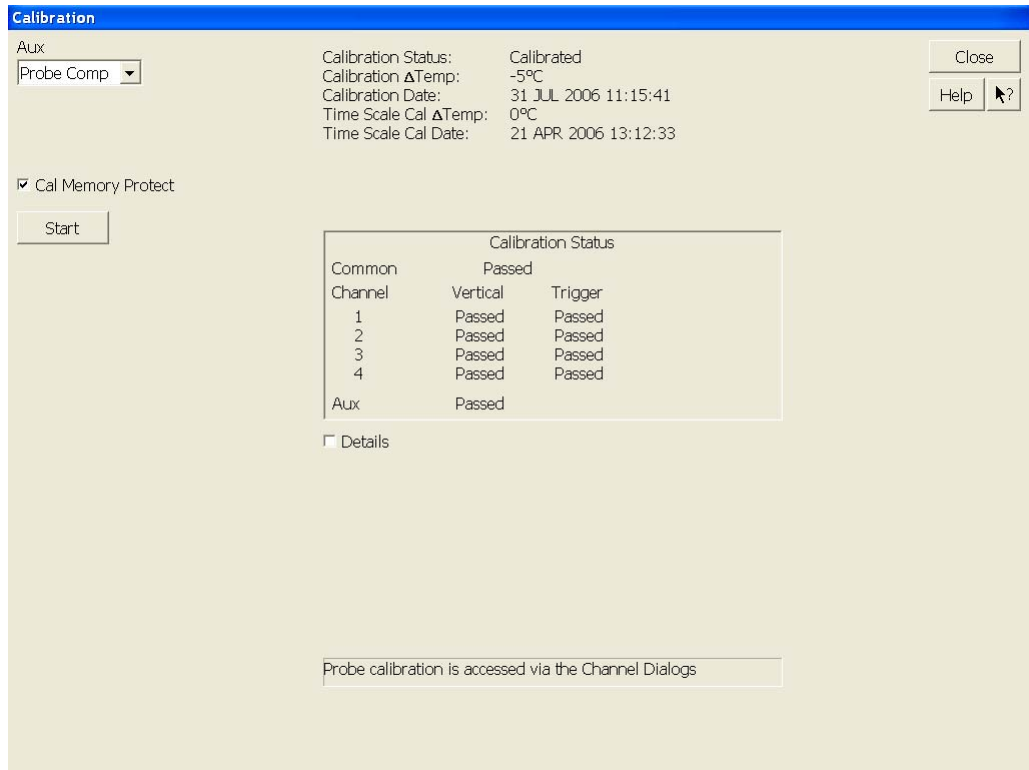 Calibration
Aux
Probe Comp
Calibration Status: Calibrated
Calibration ΔTemp: -5ºC
Calibration Date: 31 JUL 2006 11:15:41
Time Scale Cal ΔTemp: 0ºC
Time Scale Cal Date: 21 APR 2006 13:12:33
Close
Help ?
Cal Memory Protect
Start
Calibration Status
Common Passed
Channel Vertical Trigger
1 Passed Passed
2 Passed Passed
3 Passed Passed
4 Passed Passed
Aux Passed
Details
Probe calibration is accessed via the Channel Dialogs